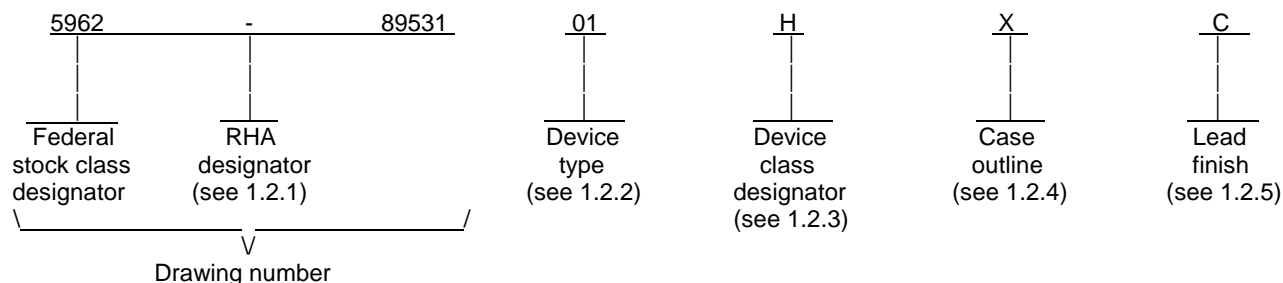 5962 - 89531 01 H X C
Federal stock class designator
RHA designator (see 1.2.1)
Device type (see 1.2.2)
Device class designator (see 1.2.3)
Case outline (see 1.2.4)
Lead finish (see 1.2.5)
Drawing number